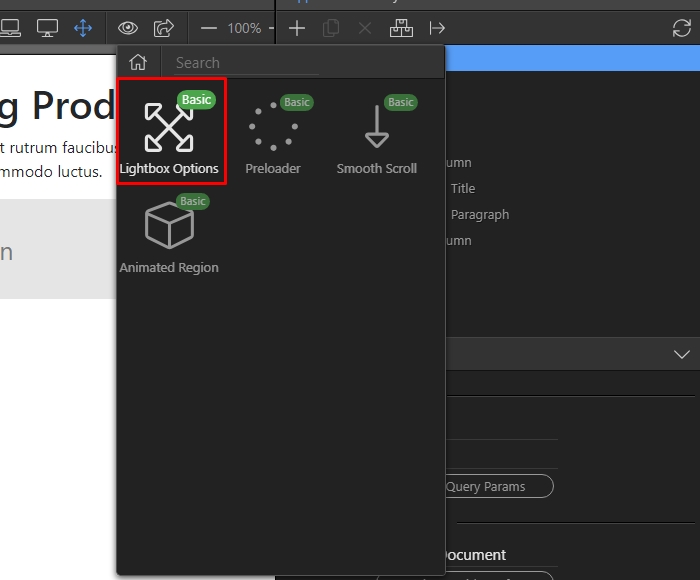 100%
Search
g Prod
t rutrum faucibus
mmodo luctus.
n
Basic
Lightbox Options
Basic
Preloader
Basic
Smooth Scroll
Basic
Animated Region
umn
Title
Paragraph
umn
Query Params
ocument